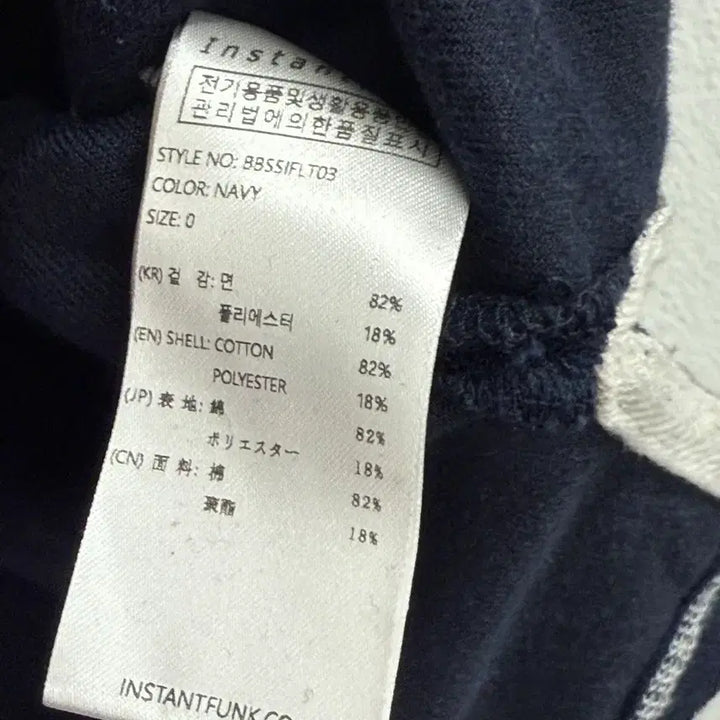 Instan
전기용품및생활용품안
관리법에의한품질표시
STYLE NO: BBSSIFLT03
COLOR: NAVY
SIZE: 0
(KR) 겉 감: 면 82%
폴리에스터 18%
(EN) SHELL: COTTON 82%
POLYESTER 18%
(JP) 表 地: 綿 82%
ポリエスター 18%
(CN) 面 料: 棉 82%
聚酯 18%
INSTANTFUNK.CO